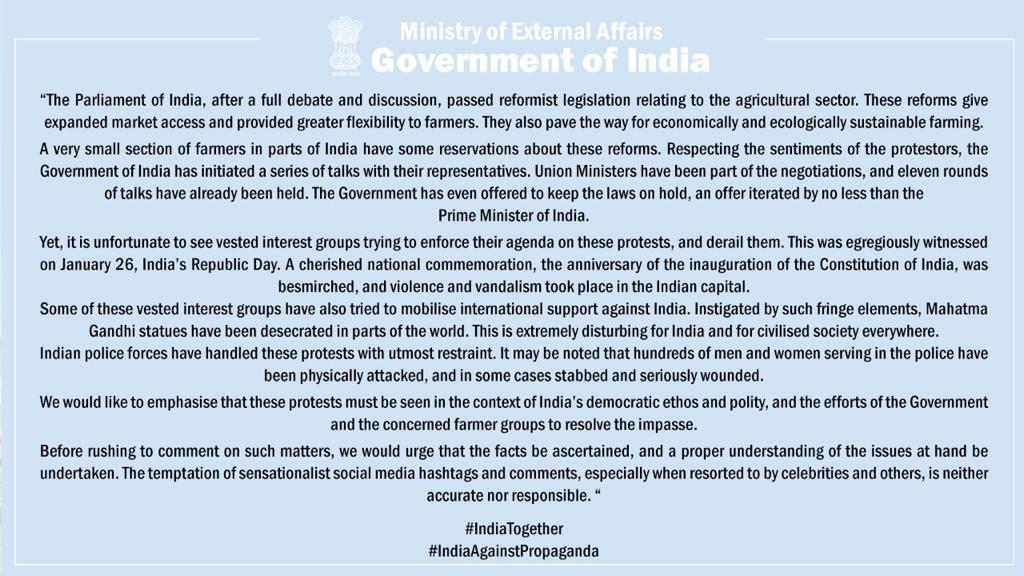 Ministry of External Affairs
Government of India
“The Parliament of India, after a full debate and discussion, passed reformist legislation relating to the agricultural sector. These reforms give
expanded market access and provided greater flexibility to farmers. They also pave the way for economically and ecologically sustainable farming.
A very small section of farmers in parts of India have some reservations about these reforms. Respecting the sentiments of the protestors, the
Government of India has initiated a series of talks with their representatives. Union Ministers have been part of the negotiations, and eleven rounds
of talks have already been held. The Government has even offered to keep the laws on hold, an offer iterated by no less than the
Prime Minister of India.
Yet, it is unfortunate to see vested interest groups trying to enforce their agenda on these protests, and derail them. This was egregiously witnessed
on January 26, India’s Republic Day. A cherished national commemoration, the anniversary of the inauguration of the Constitution of India, was
besmirched, and violence and vandalism took place in the Indian capital.
Some of these vested interest groups have also tried to mobilise international support against India. Instigated by such fringe elements, Mahatma
Gandhi statues have been desecrated in parts of the world. This is extremely disturbing for India and for civilised society everywhere.
Indian police forces have handled these protests with utmost restraint. It may be noted that hundreds of men and women serving in the police have
been physically attacked, and in some cases stabbed and seriously wounded.
We would like to emphasise that these protests must be seen in the context of India’s democratic ethos and polity, and the efforts of the Government
and the concerned farmer groups to resolve the impasse.
Before rushing to comment on such matters, we would urge that the facts be ascertained, and a proper understanding of the issues at hand be
undertaken. The temptation of sensationalist social media hashtags and comments, especially when resorted to by celebrities and others, is neither
accurate nor responsible. “
#IndiaTogether
#IndiaAgainstPropaganda